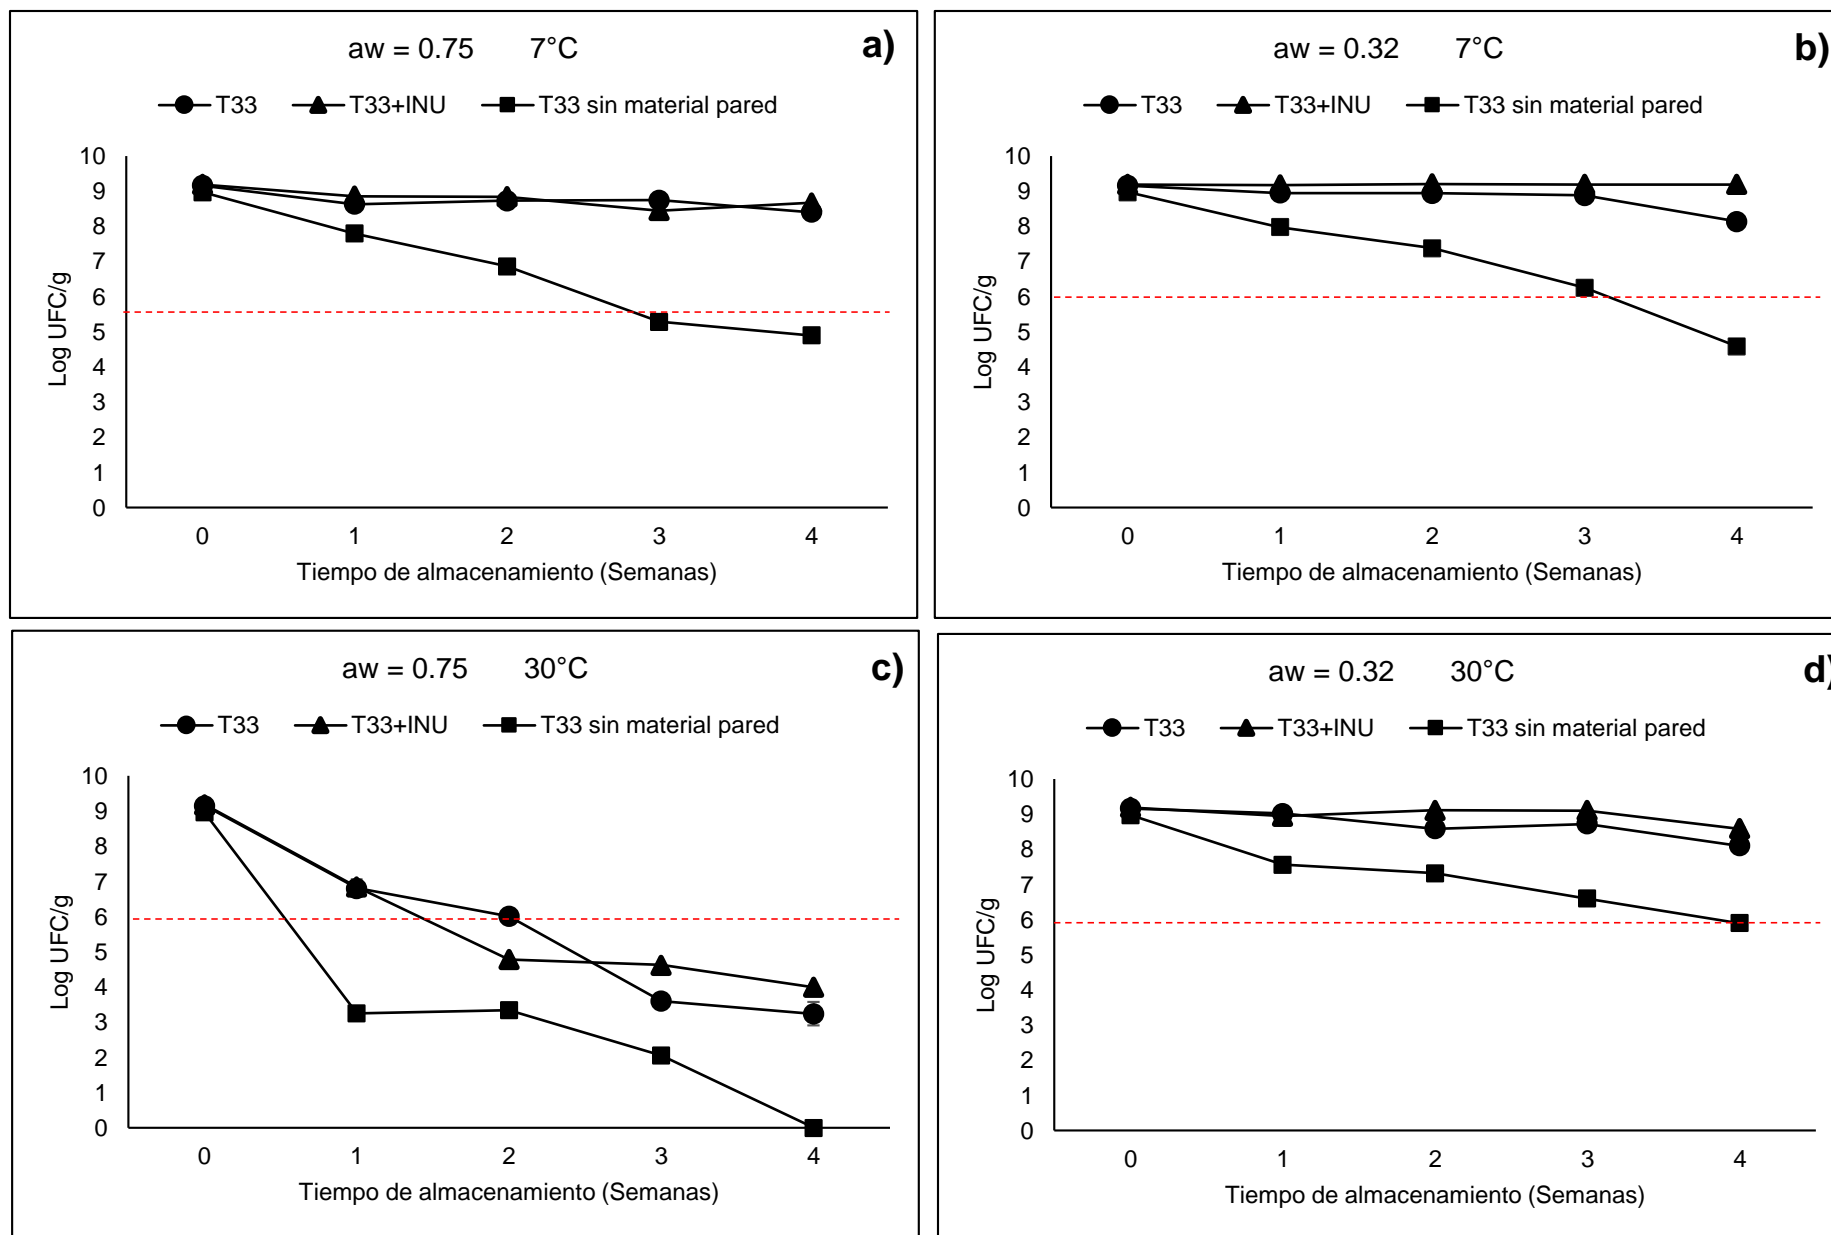 aw = 0.75 7°C a)
T33 T33+INU T33 sin material pared
10
9
8
7
6
5
4
3
2
1
0
Log UFC/g
0 1 2 3 4
Tiempo de almacenamiento (Semanas)
aw = 0.32 7°C b)
T33 T33+INU T33 sin material pared
10
9
8
7
6
5
4
3
2
1
0
Log UFC/g
0 1 2 3 4
Tiempo de almacenamiento (Semanas)
aw = 0.75 30°C c)
T33 T33+INU T33 sin material pared
10
9
8
7
6
5
4
3
2
1
0
Log UFC/g
0 1 2 3 4
Tiempo de almacenamiento (Semanas)
aw = 0.32 30°C d)
T33 T33+INU T33 sin material pared
10
9
8
7
6
5
4
3
2
1
0
Log UFC/g
0 1 2 3 4
Tiempo de almacenamiento (Semanas)